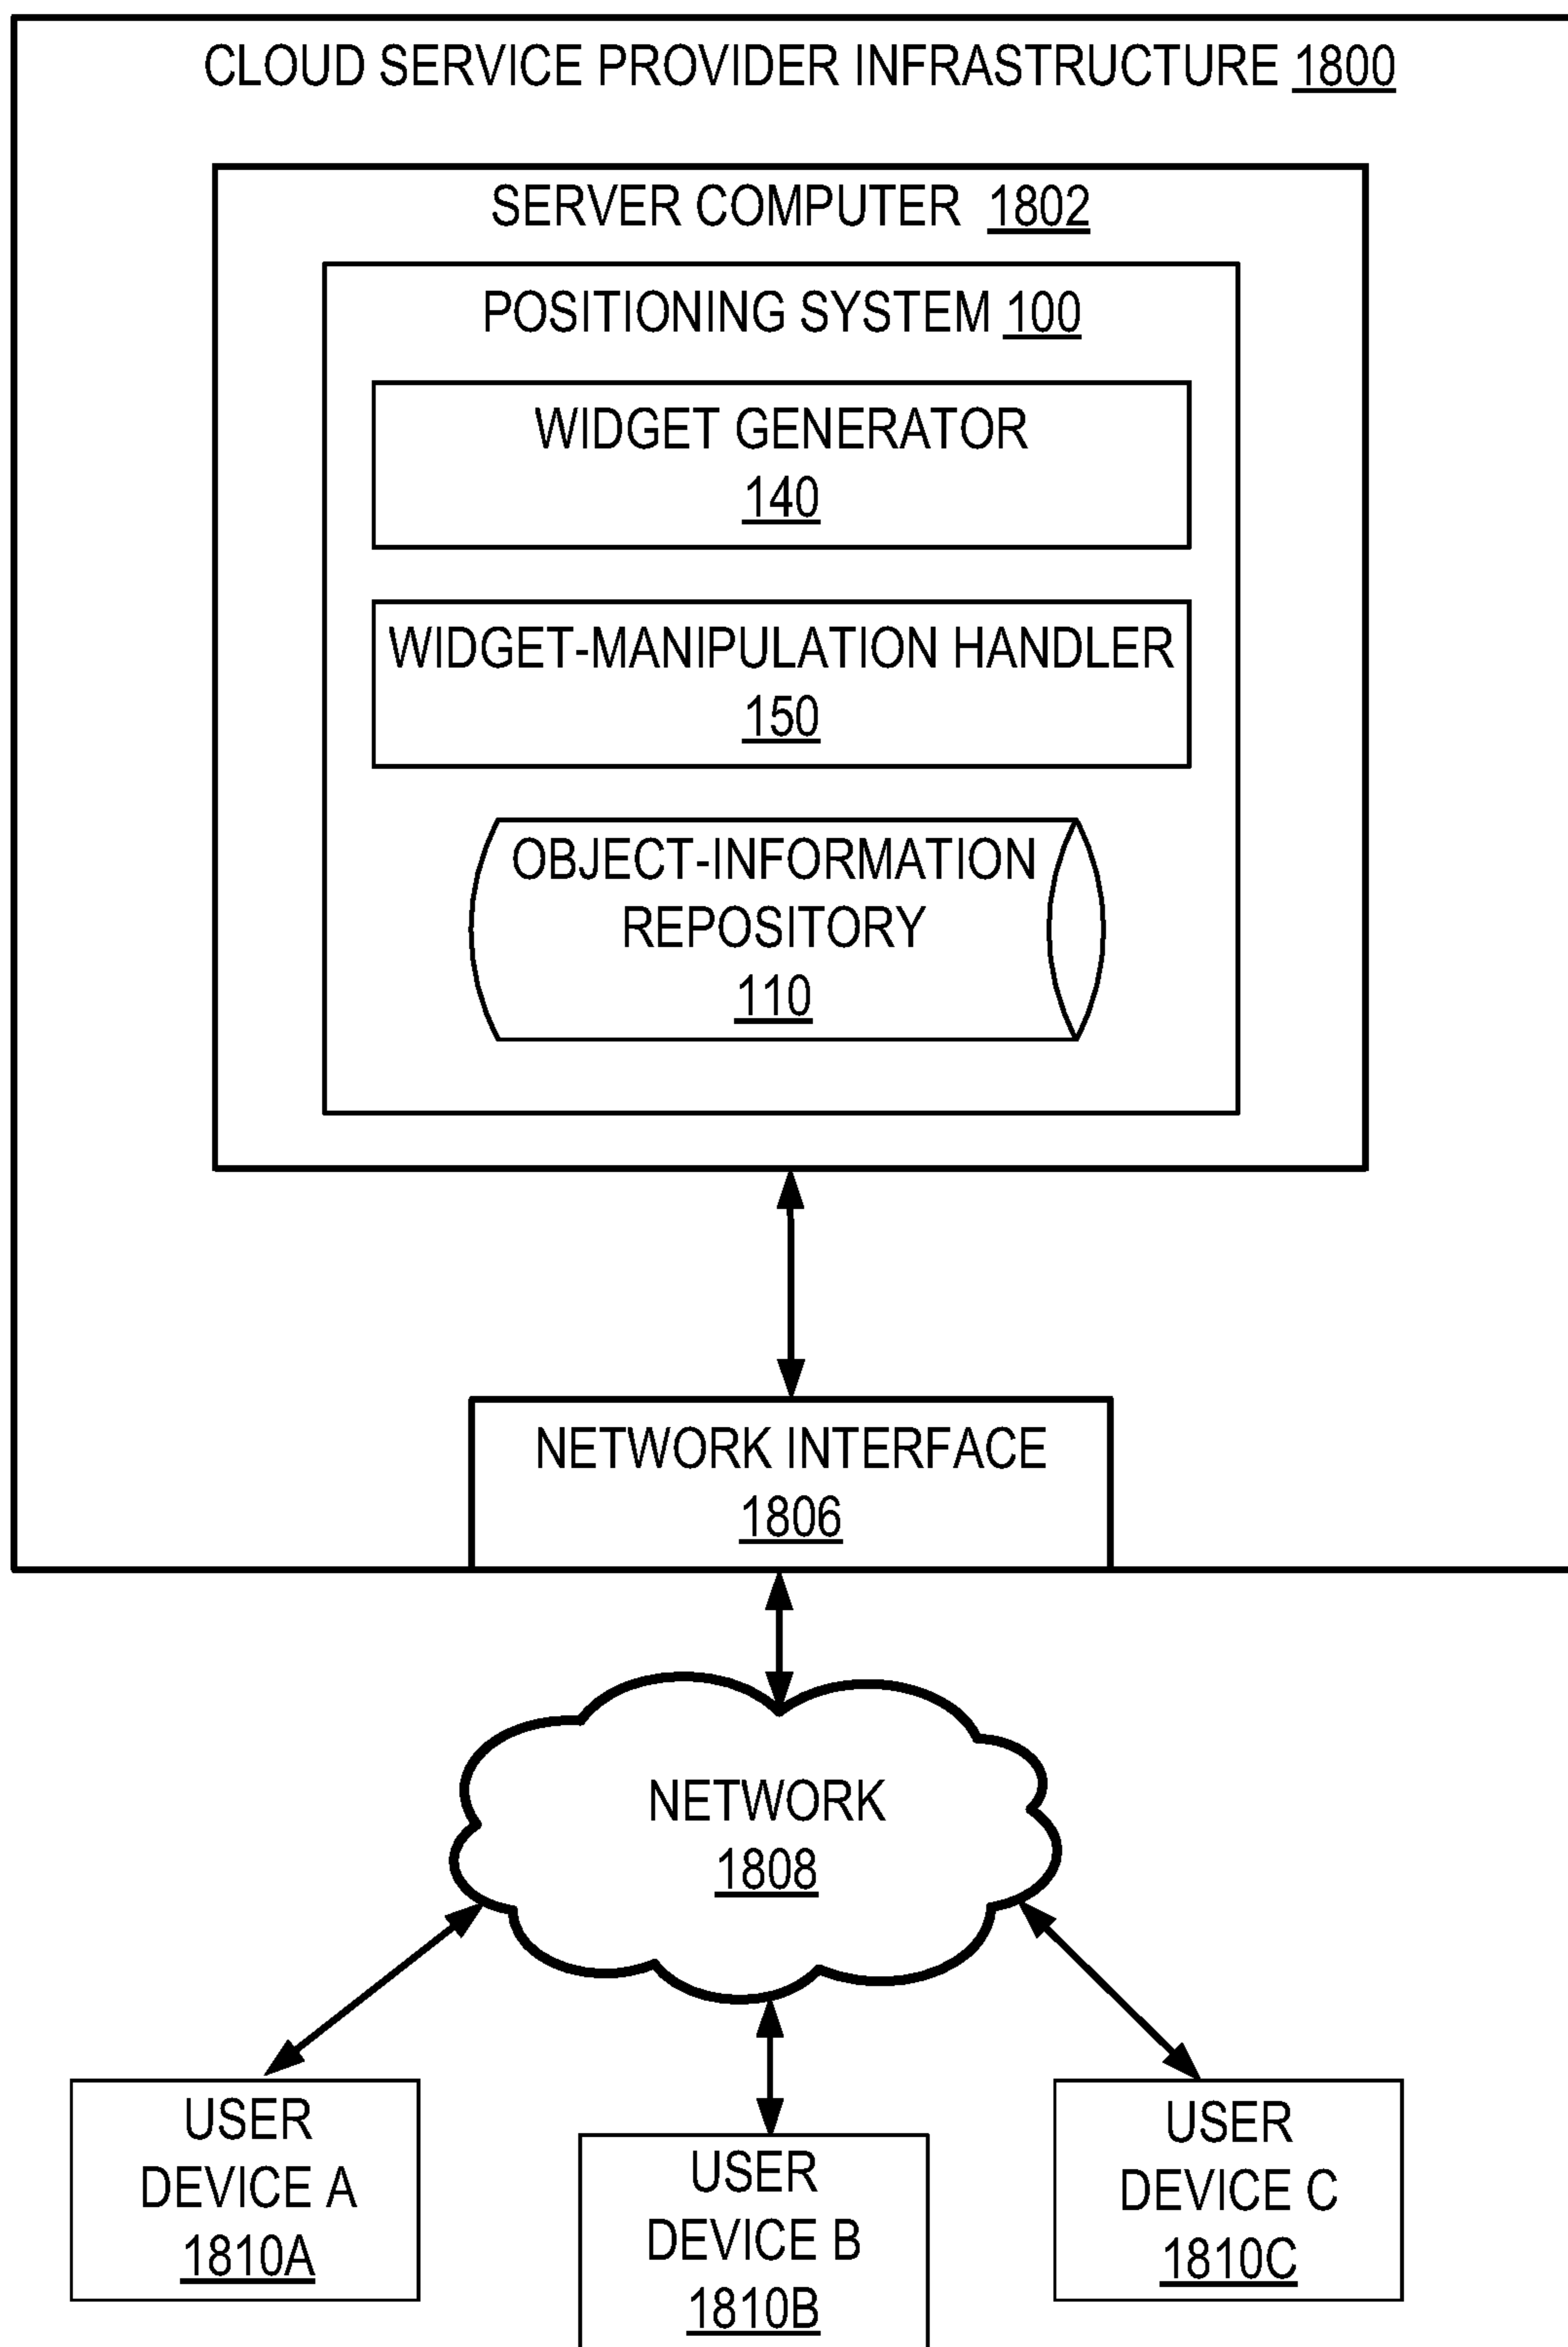 CLOUD SERVICE PROVIDER INFRASTRUCTURE 1800
SERVER COMPUTER 1802
POSITIONING SYSTEM 100
WIDGET GENERATOR
140
WIDGET-MANIPULATION HANDLER
150
OBJECT-INFORMATION
REPOSITORY
110
NETWORK INTERFACE
1806
NETWORK
1808
USER
DEVICE A
1810A
USER
DEVICE B
1810B
USER
DEVICE C
1810C